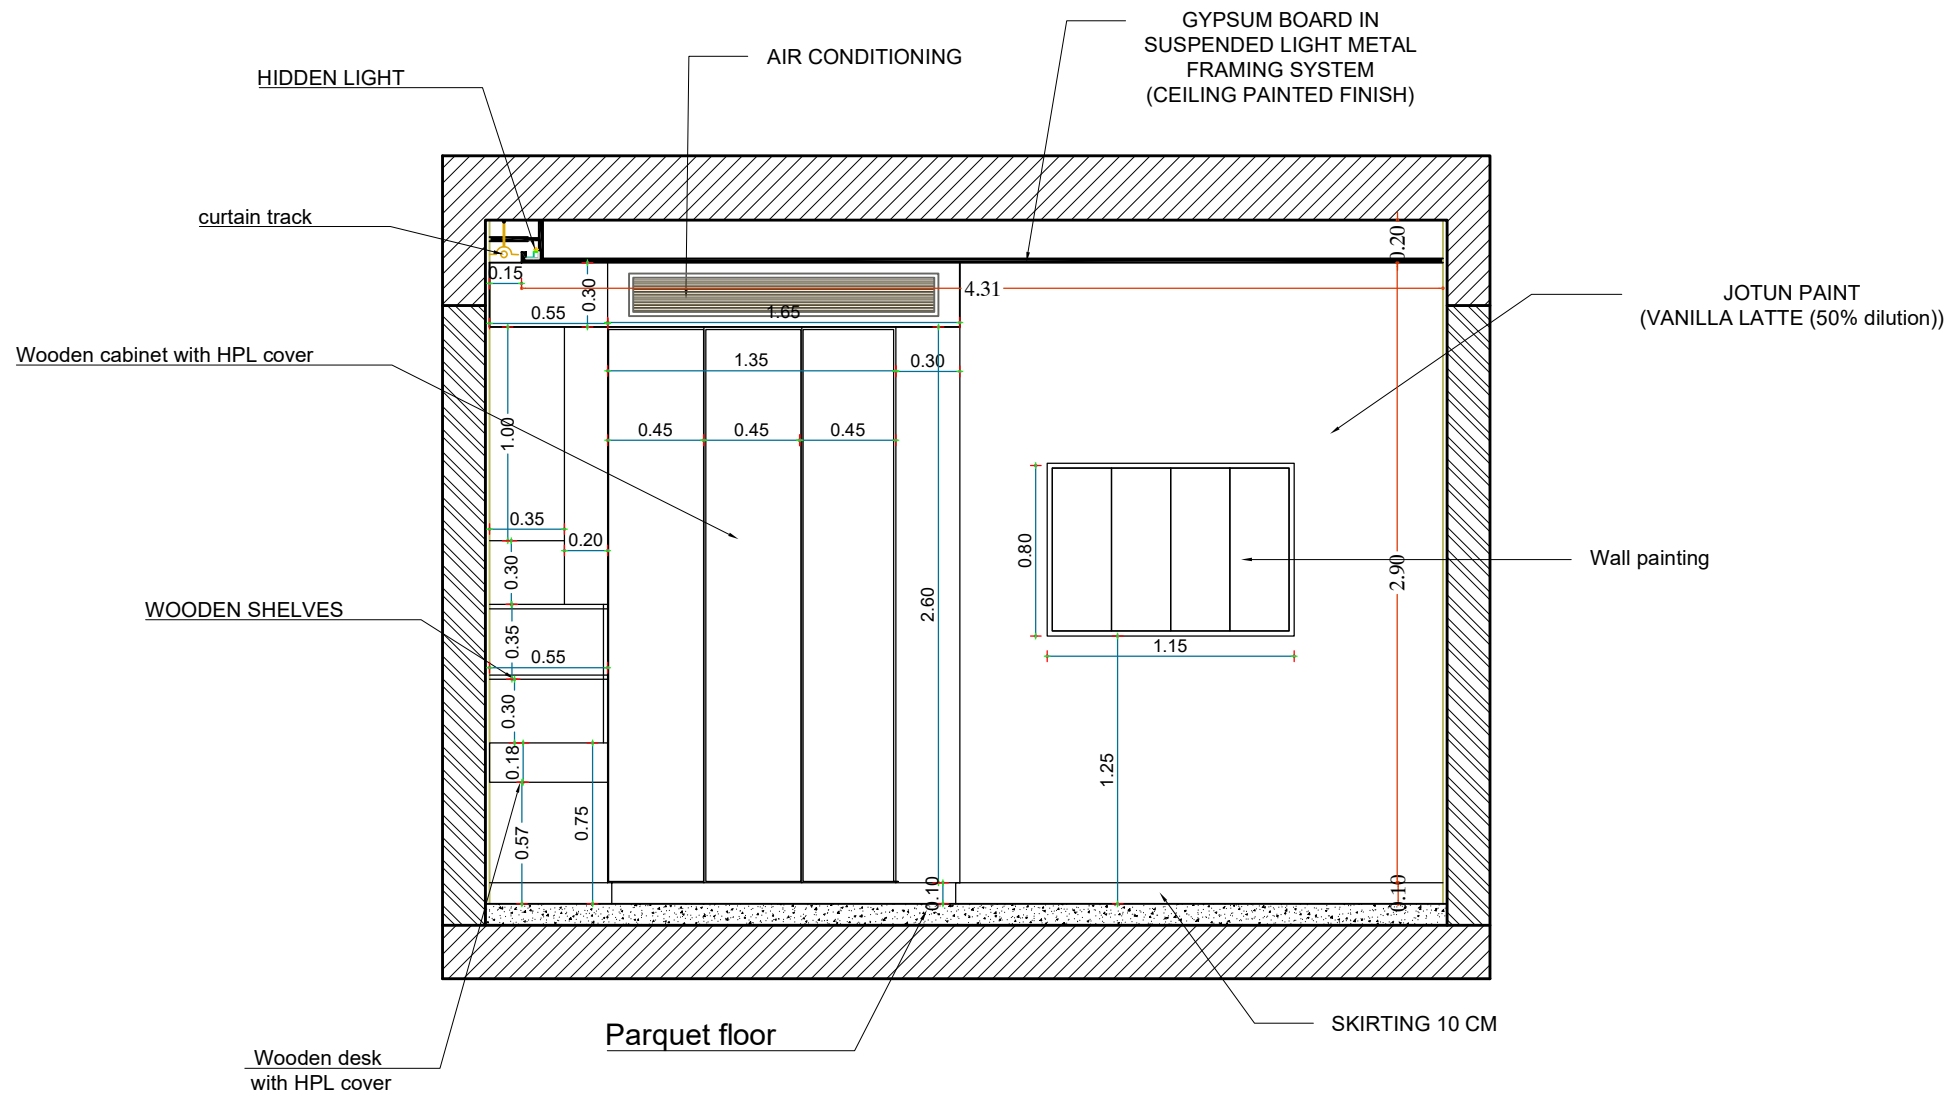 GYPSUM BOARD IN
SUSPENDED LIGHT METAL
FRAMING SYSTEM
(CEILING PAINTED FINISH)
AIR CONDITIONING
HIDDEN LIGHT
curtain track
0.20
0.15
0.30
4.31
0.55
1.65
JOTUN PAINT
(VANILLA LATTE (50% dilution))
Wooden cabinet with HPL cover
1.35
0.30
1.00
0.45
0.45
0.45
0.35
0.20
0.80
Wall painting
0.30
2.90
2.60
WOODEN SHELVES
0.35
0.55
1.15
0.30
0.18
1.25
0.75
0.57
0.10
0.10
SKIRTING 10 CM
Parquet floor
Wooden desk
with HPL cover